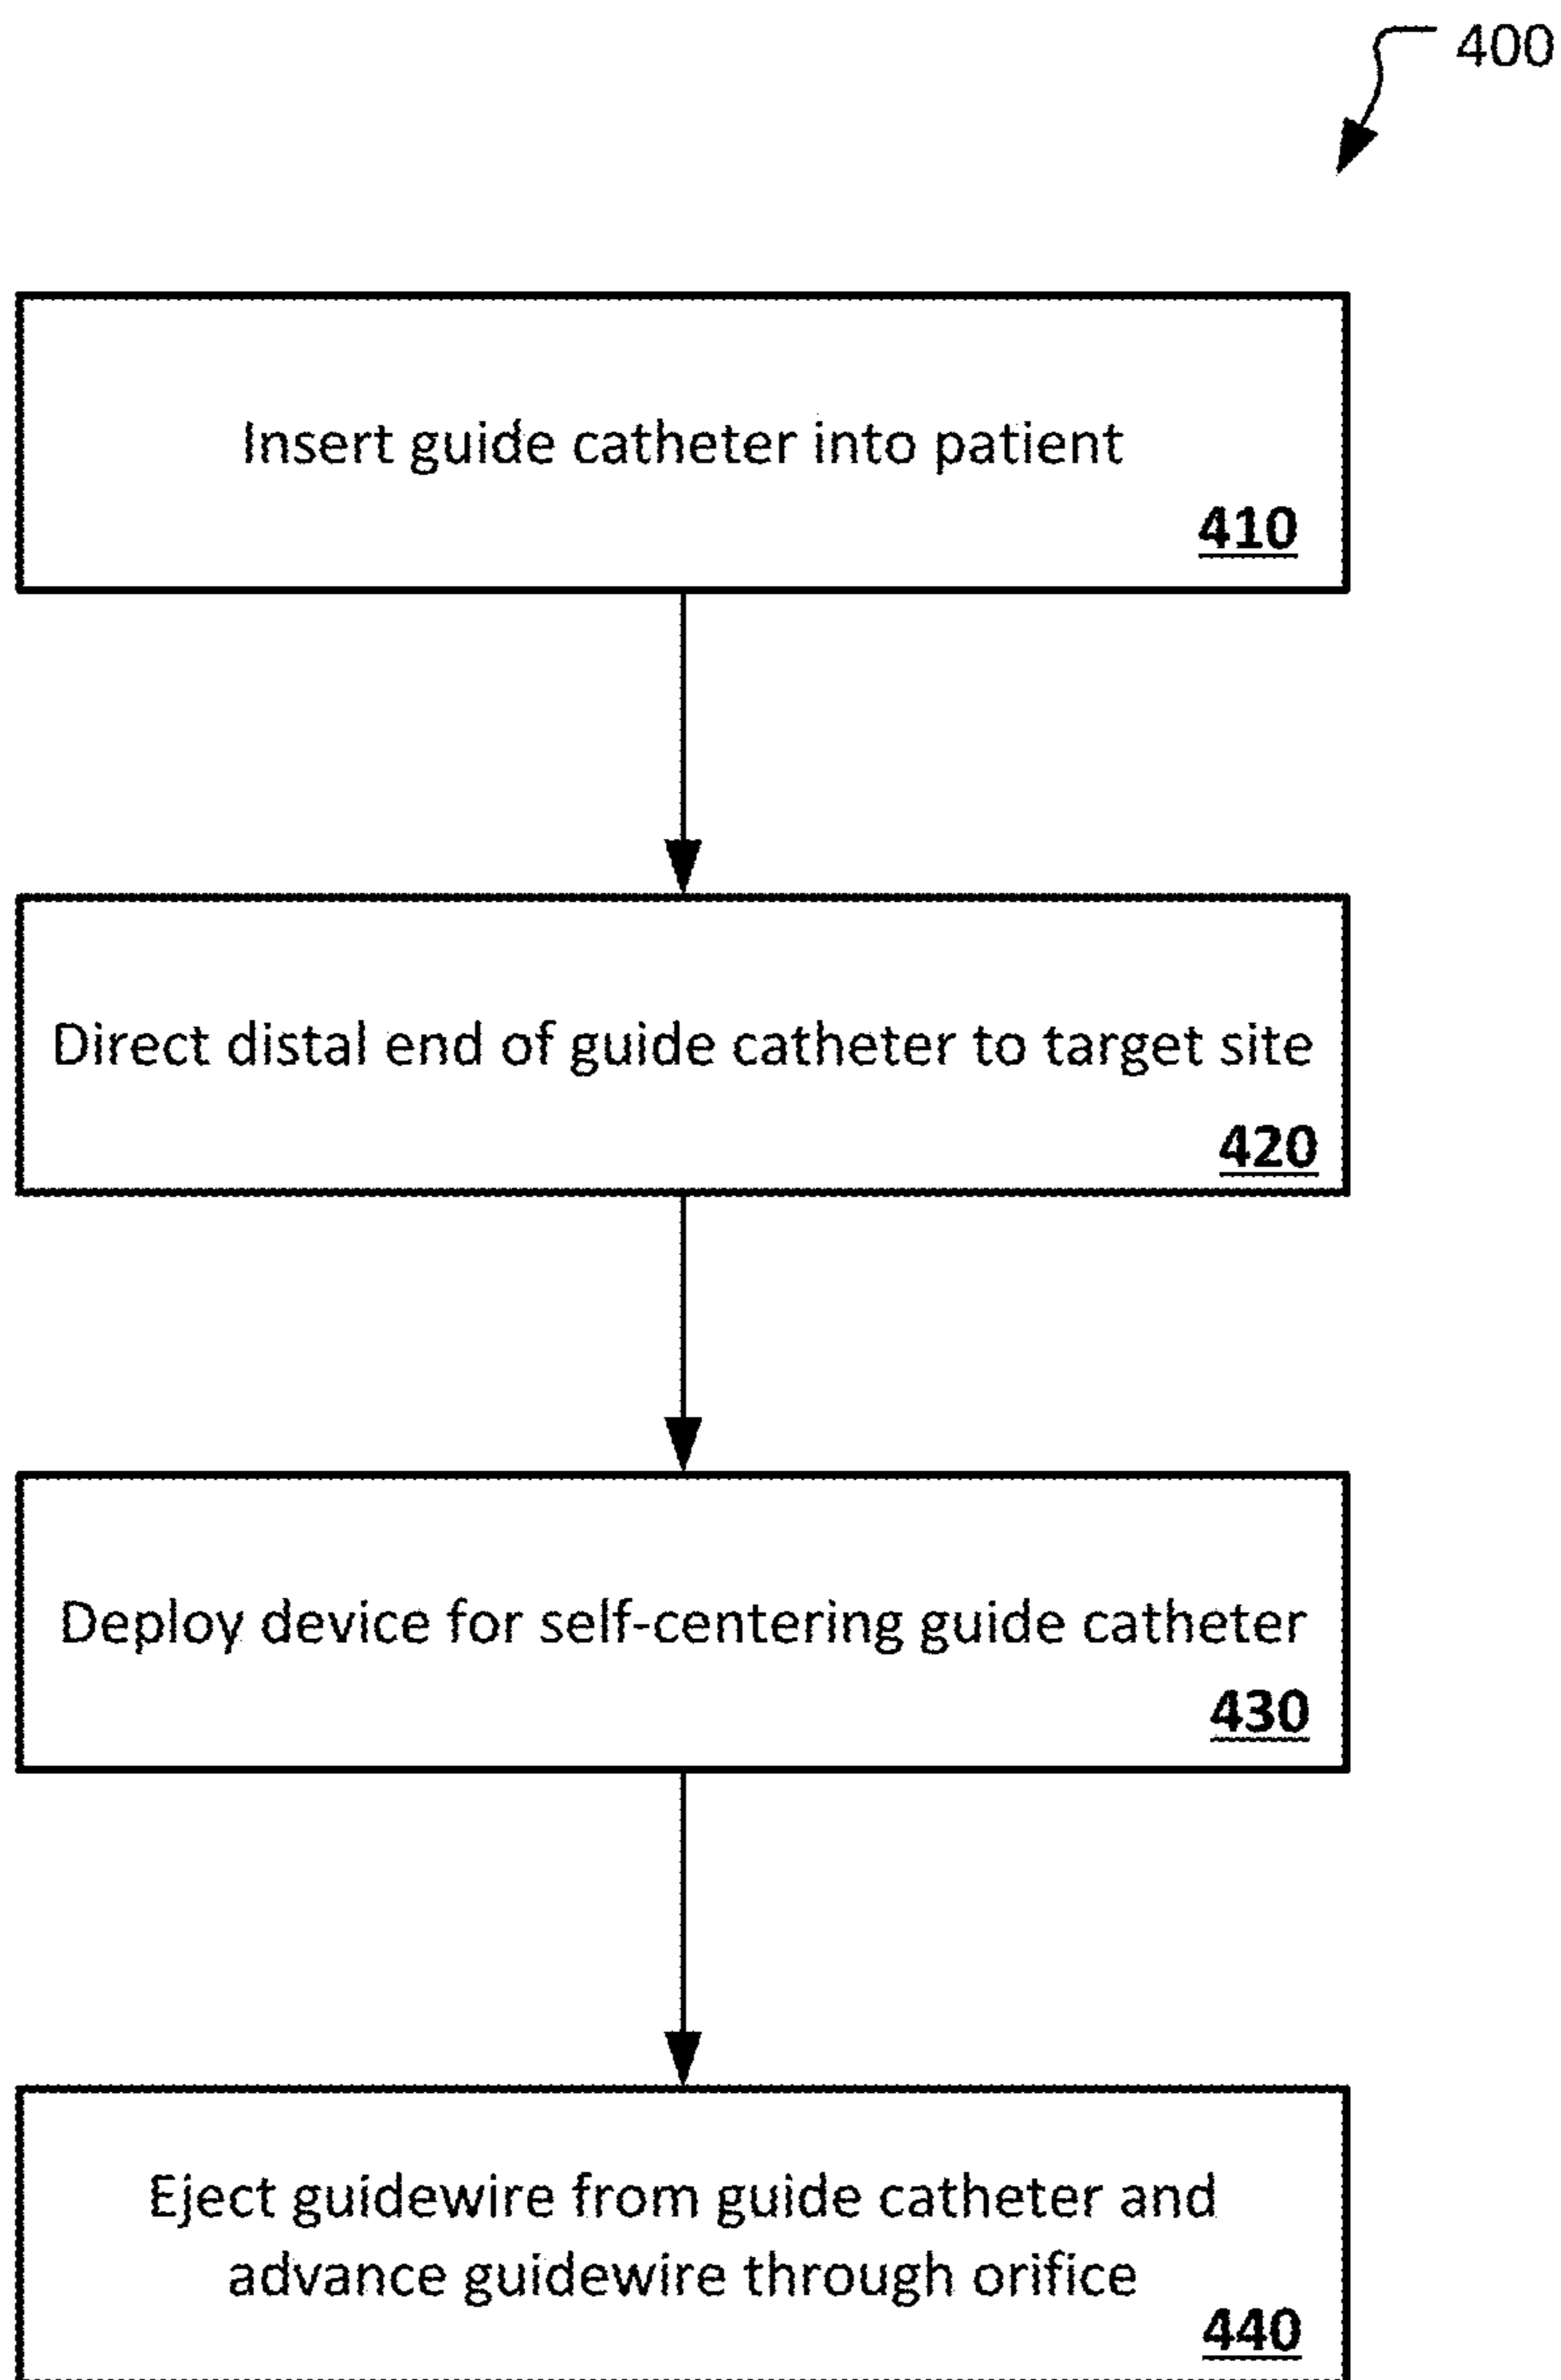 400
Insert guide catheter into patient
410
Direct distal end of guide catheter to target site
420
Deploy device for self-centering guide catheter
430
Eject guidewire from guide catheter and
advance guidewire through orifice
440